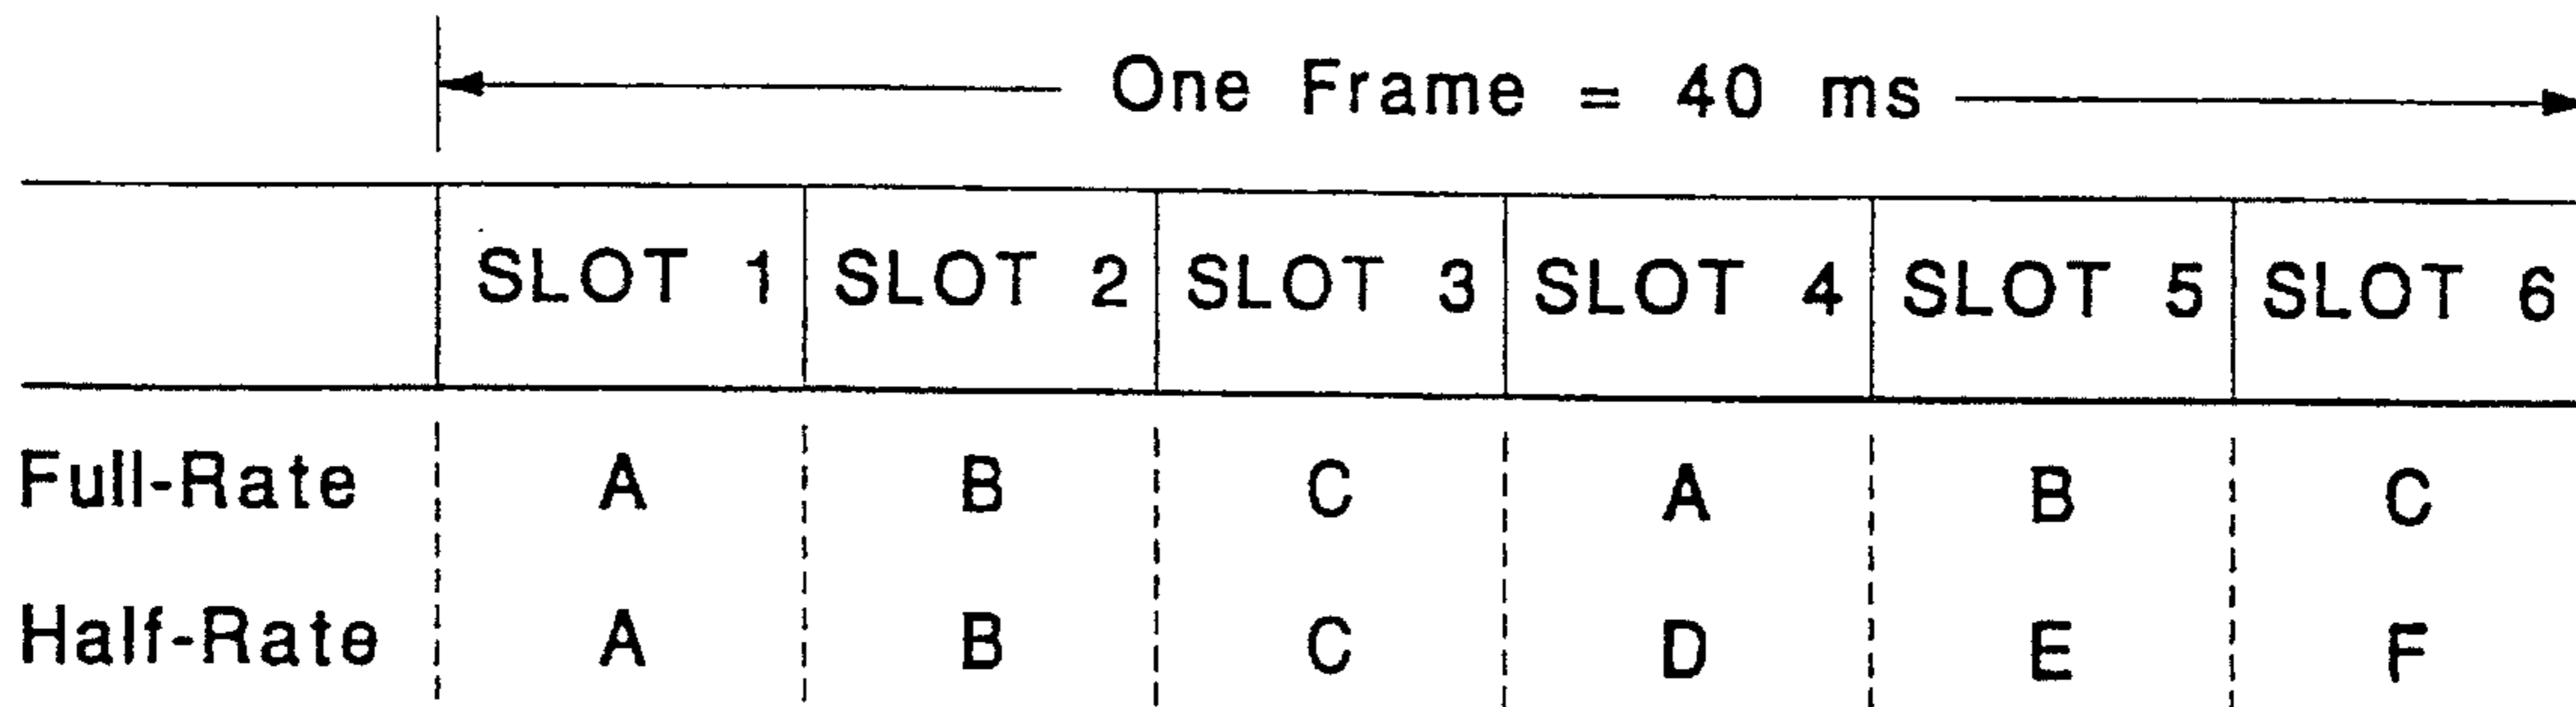 One Frame = 40 ms
SLOT 1 SLOT 2 SLOT 3 SLOT 4 SLOT 5 SLOT 6
Full-Rate A B C A B C
Half-Rate A B C D E F